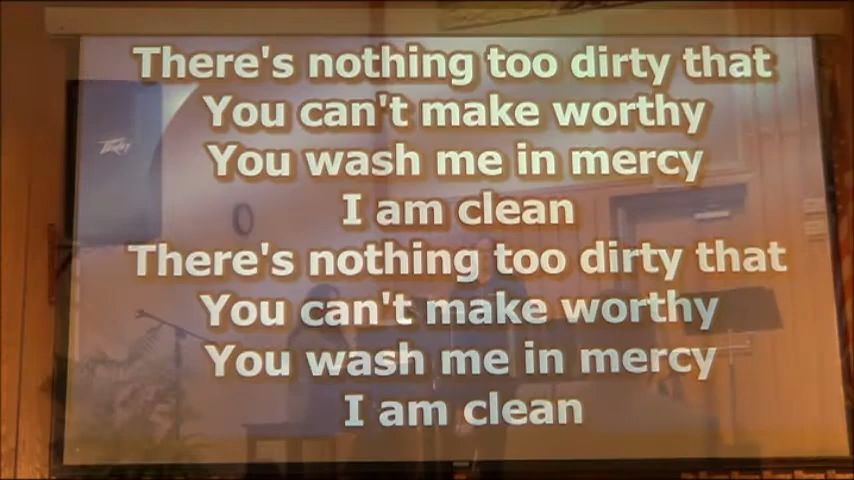 There's nothing too dirty that
You can't make worthy
You wash me in mercy
I am clean
There's nothing too dirty that
You can't make worthy
You wash me in mercy
I am clean